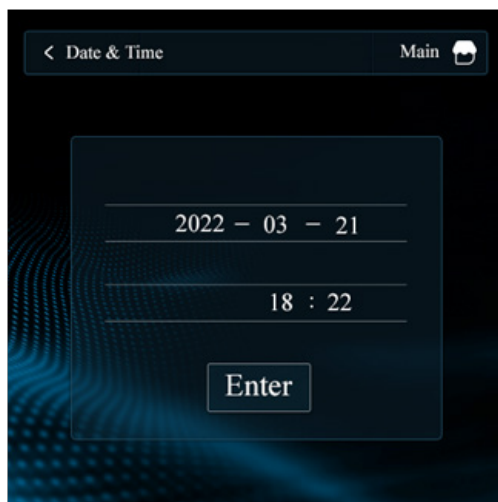 < Date & Time Main
2022 – 03 – 21
18 : 22
Enter